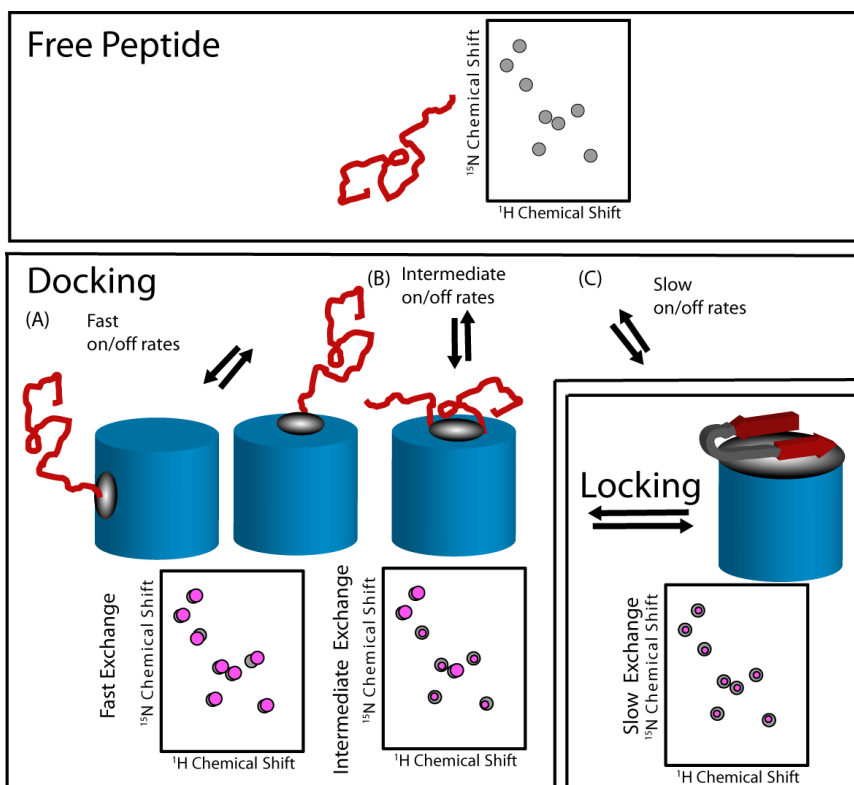 Free Peptide
¹⁵N Chemical Shift
¹H Chemical Shift
Docking
(A)
Fast
on/off rates
(B)
Intermediate
on/off rates
(C)
Slow
on/off rates
Locking
Fast Exchange
¹⁵N Chemical Shift
¹H Chemical Shift
Intermediate Exchange
¹⁵N Chemical Shift
¹H Chemical Shift
Slow Exchange
¹⁵N Chemical Shift
¹H Chemical Shift